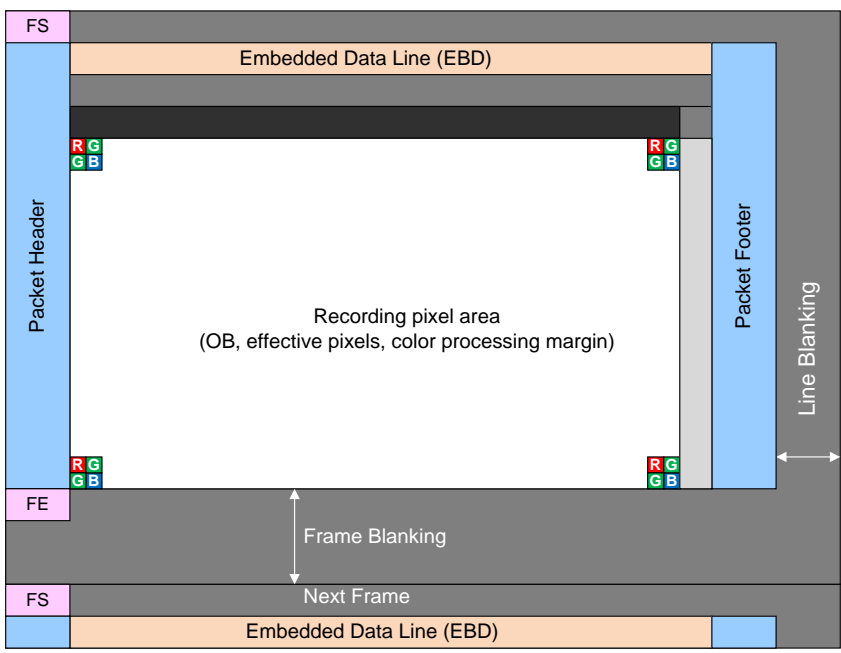 FS
Embedded Data Line (EBD)
R G R G
G B G B
Packet Header
Recording pixel area
(OB, effective pixels, color processing margin)
Packet Footer
Line Blanking
R G R G
G B G B
FE
Frame Blanking
FS
Next Frame
Embedded Data Line (EBD)